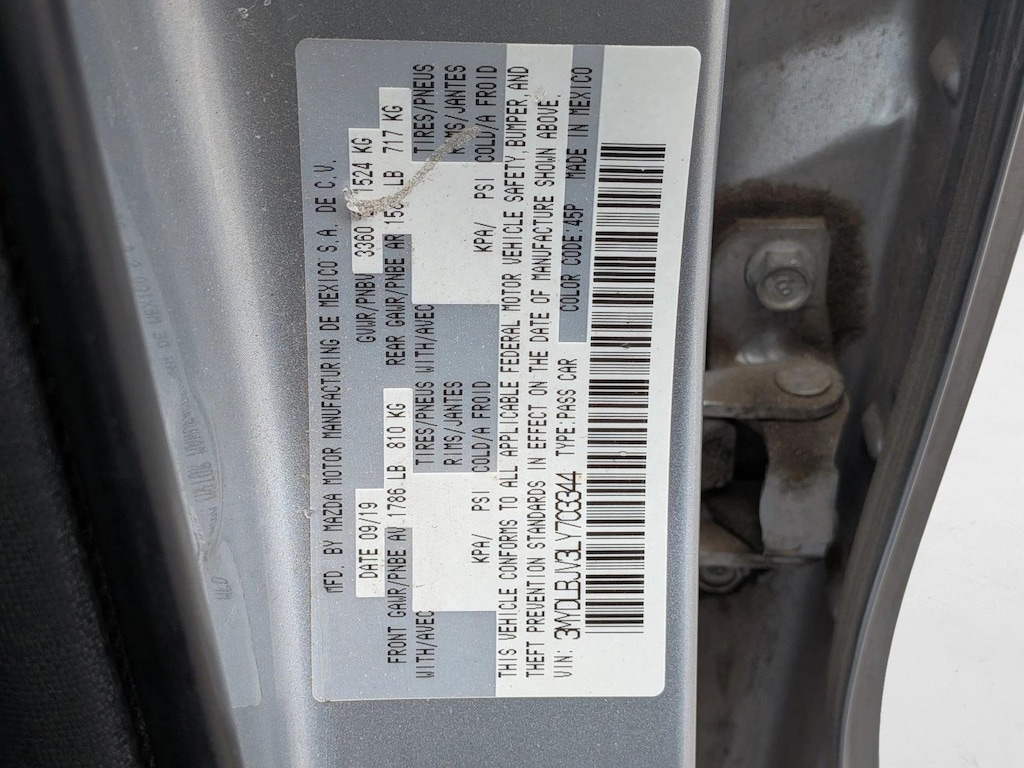 MFD. BY MAZDA MOTOR MANUFACTURING DE MEXICO S.A. DE C.V.
DATE 09/19 GVWR/PNBV 3360 1524 KG
FRONT GAWR/PNBE AV 1786 LB 810 KG REAR GAWR/PNBE AR LB 717 KG
WITH/AVEC TIRES/PNEUS WITH/AVEC TIRES/PNEUS
RIMS/JANTES RIMS/JANTES
KPA/ PSI COLD/A FROID KPA/ PSI COLD/A FROID
THIS VEHICLE CONFORMS TO ALL APPLICABLE FEDERAL MOTOR VEHICLE SAFETY, BUMPER, AND
THEFT PREVENTION STANDARDS IN EFFECT ON THE DATE OF MANUFACTURE SHOWN ABOVE.
VIN: 3MYDLBJV3LY703344 TYPE:PASS CAR COLOR CODE:45P MADE IN MEXICO